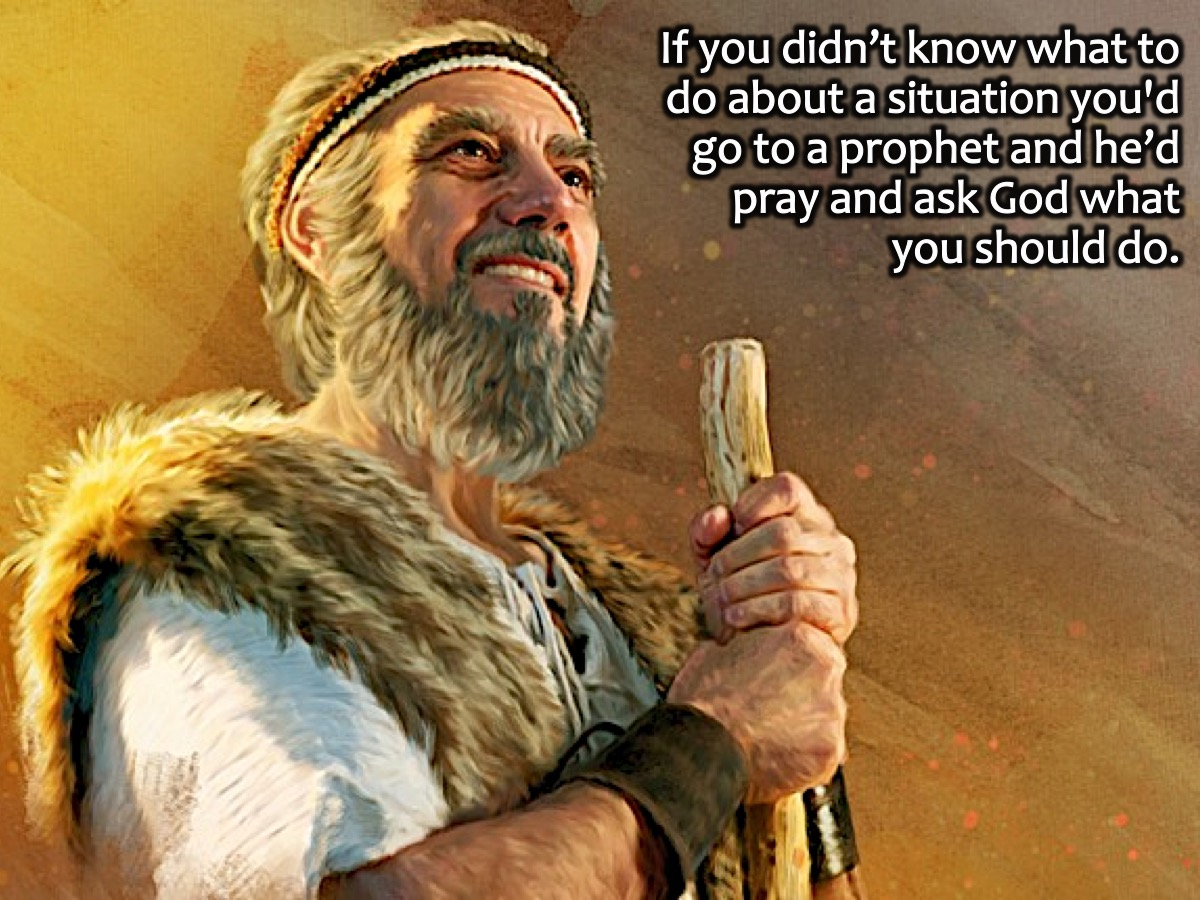 If you didn’t know what to
do about a situation you'd
go to a prophet and he’d
pray and ask God what
you should do.